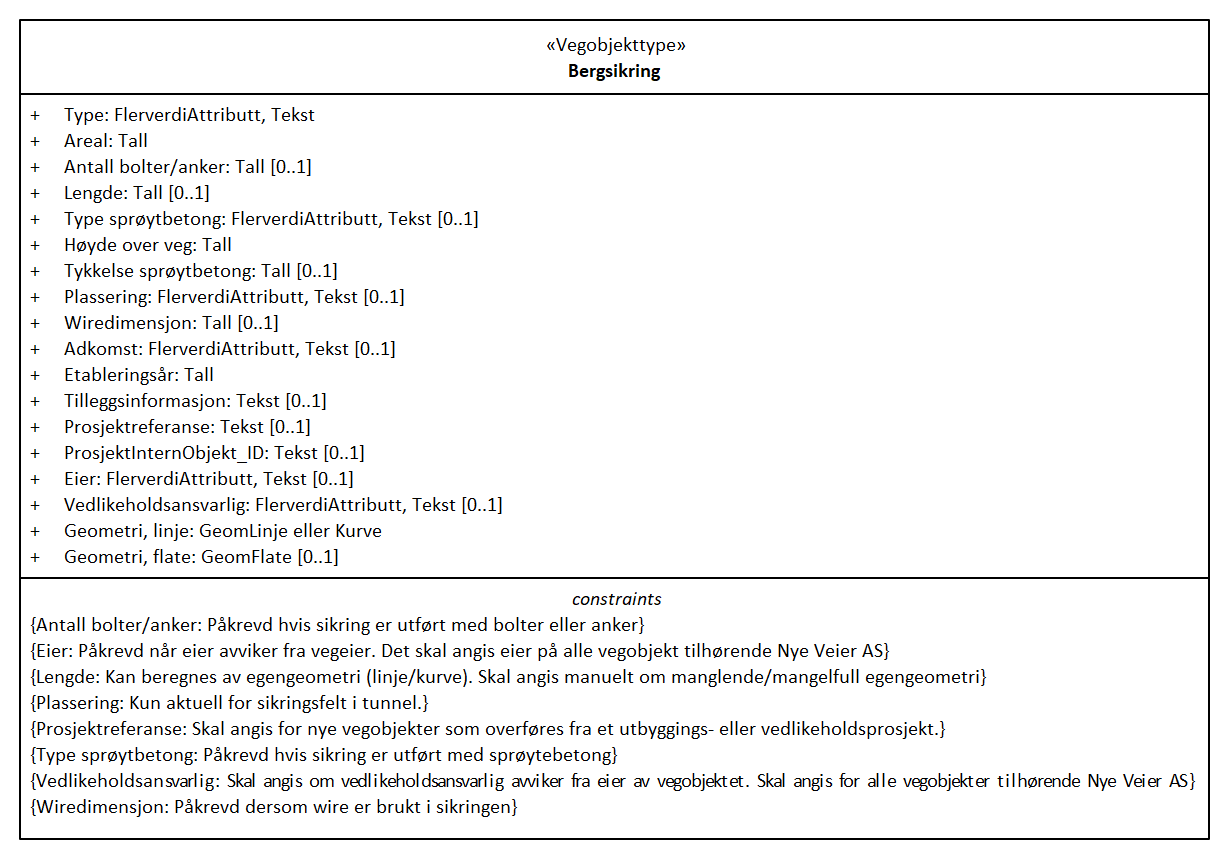 «Vegobjekttype»
Bergsikring
+ Type: FlerverdiAttributt, Tekst
+ Areal: Tall
+ Antall bolter/anker: Tall [0..1]
+ Lengde: Tall [0..1]
+ Type sprøytbetong: FlerverdiAttributt, Tekst [0..1]
+ Høyde over veg: Tall
+ Tykkelse sprøytbetong: Tall [0..1]
+ Plassering: FlerverdiAttributt, Tekst [0..1]
+ Wiredimensjon: Tall [0..1]
+ Adkomst: FlerverdiAttributt, Tekst [0..1]
+ Etableringsår: Tall
+ Tilleggsinformasjon: Tekst [0..1]
+ Prosjektreferanse: Tekst [0..1]
+ ProsjektInternObjekt_ID: Tekst [0..1]
+ Eier: FlerverdiAttributt, Tekst [0..1]
+ Vedlikeholdsansvarlig: FlerverdiAttributt, Tekst [0..1]
+ Geometri, linje: GeomLinje eller Kurve
+ Geometri, flate: GeomFlate [0..1]
constraints
{Antall bolter/anker: Påkrevd hvis sikring er utført med bolter eller anker}
{Eier: Påkrevd når eier avviker fra vegeier. Det skal angis eier på alle vegobjekt tilhørende Nye Veier AS}
{Lengde: Kan beregnes av egengeometri (linje/kurve). Skal angis manuelt om manglende/mangelfull egengeometri}
{Plassering: Kun aktuell for sikringsfelt i tunnel.}
{Prosjektreferanse: Skal angis for nye vegobjekter som overføres fra et utbyggings- eller vedlikeholdsprosjekt.}
{Type sprøytbetong: Påkrevd hvis sikring er utført med sprøytebetong}
{Vedlikeholdsansvarlig: Skal angis om vedlikeholdsansvarlig avviker fra eier av vegobjektet. Skal angis for alle vegobjekter tilhørende Nye Veier AS}
{Wiredimensjon: Påkrevd dersom wire er brukt i sikringen}